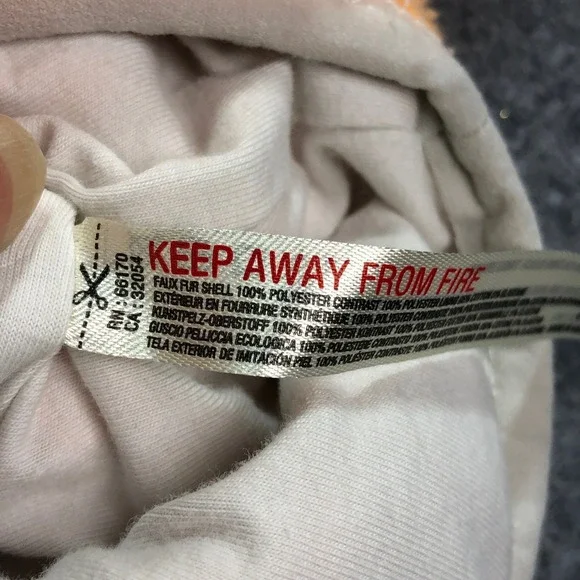 RN : 66170
CA : 32054
KEEP AWAY FROM FIRE
FAUX FUR SHELL 100% POLYESTER CONTRAST 100% POLYESTER
EXTÉRIEUR EN FOURRURE SYNTHÉTIQUE 100% POLYESTER
KUNSTPELZ-OBERSTOFF 100% POLYESTER KONTRAST 100% POLYESTER
GUSCIO PELLICCIA ECOLOGICA 100% POLIESTERE CONTRASTO 100% POLIESTERE
TELA EXTERIOR DE IMITACIÓN PIEL 100% POLIÉSTER CONTRASTE 100% POLIÉSTER